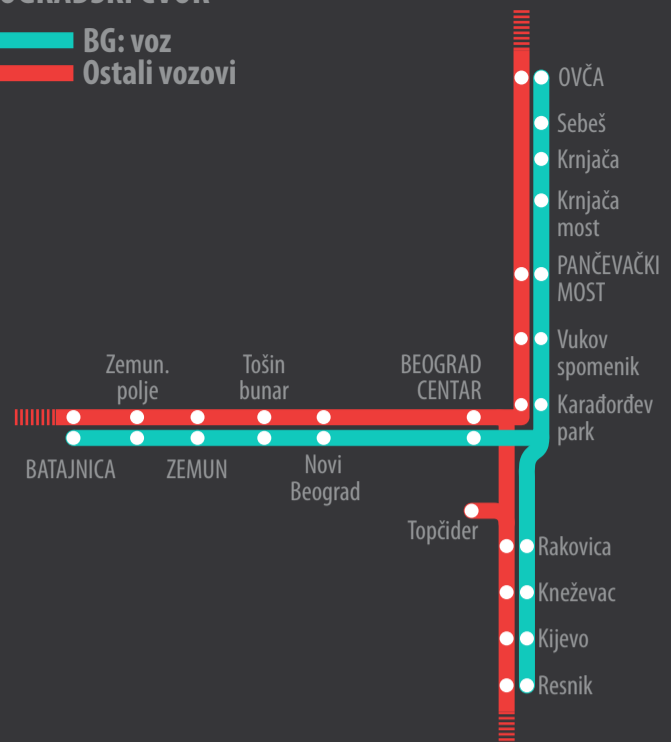 BG: voz
Ostali vozovi
OVČA
Sebeš
Krnjača
Krnjača
most
PANČEVAČKI
MOST
Vukov
spomenik
Karađorđev
park
Zemun.
polje
Tošin
bunar
BEOGRAD
CENTAR
BATAJNICA
ZEMUN
Novi
Beograd
Topčider
Rakovica
Kneževac
Kijevo
Resnik